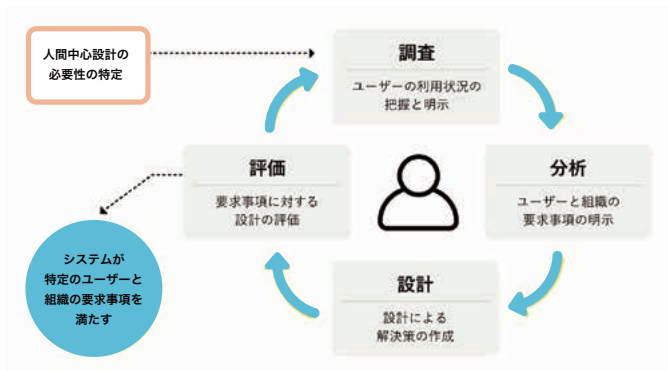 人間中心設計の
必要性の特定
調査
ユーザーの利用状況の
把握と明示
評価
要求事項に対する
設計の評価
分析
ユーザーと組織の
要求事項の明示
システムが
特定のユーザーと
組織の要求事項を
満たす
設計
設計による
解決策の作成